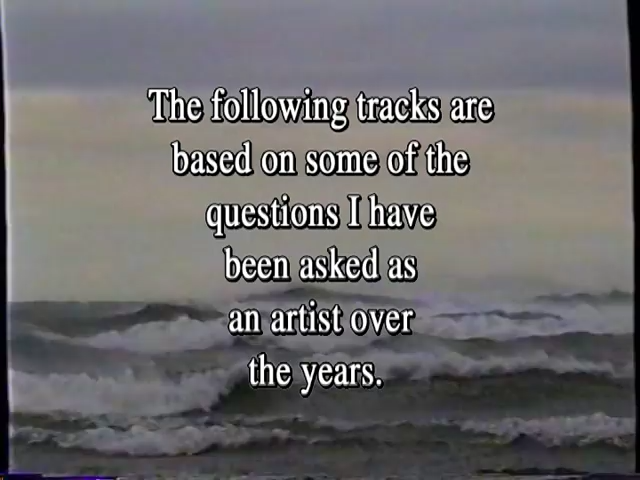 The following tracks are
based on some of the
questions I have
been asked as
an artist over
the years.